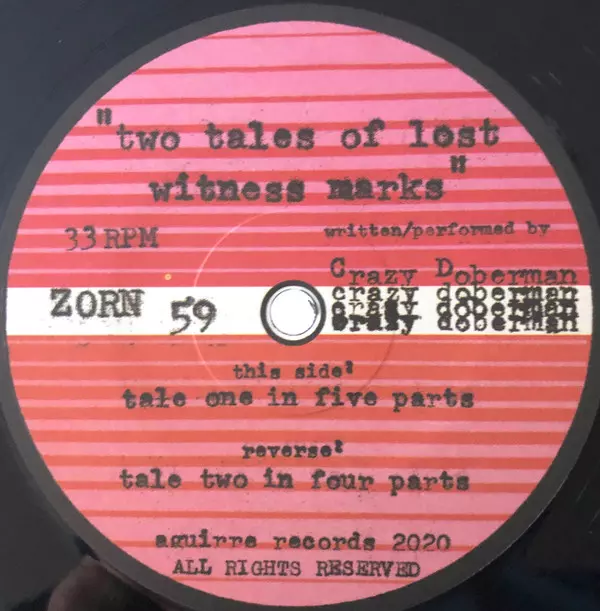 "two tales of lost
witness marks"
33 RPM
written/performed by
Crazy Doberman
crazy doberman
crazy doberman
crazy doberman
ZORN 59
this side:
tale one in five parts
reverse:
tale two in four parts
aguirre records 2020
ALL RIGHTS RESERVED